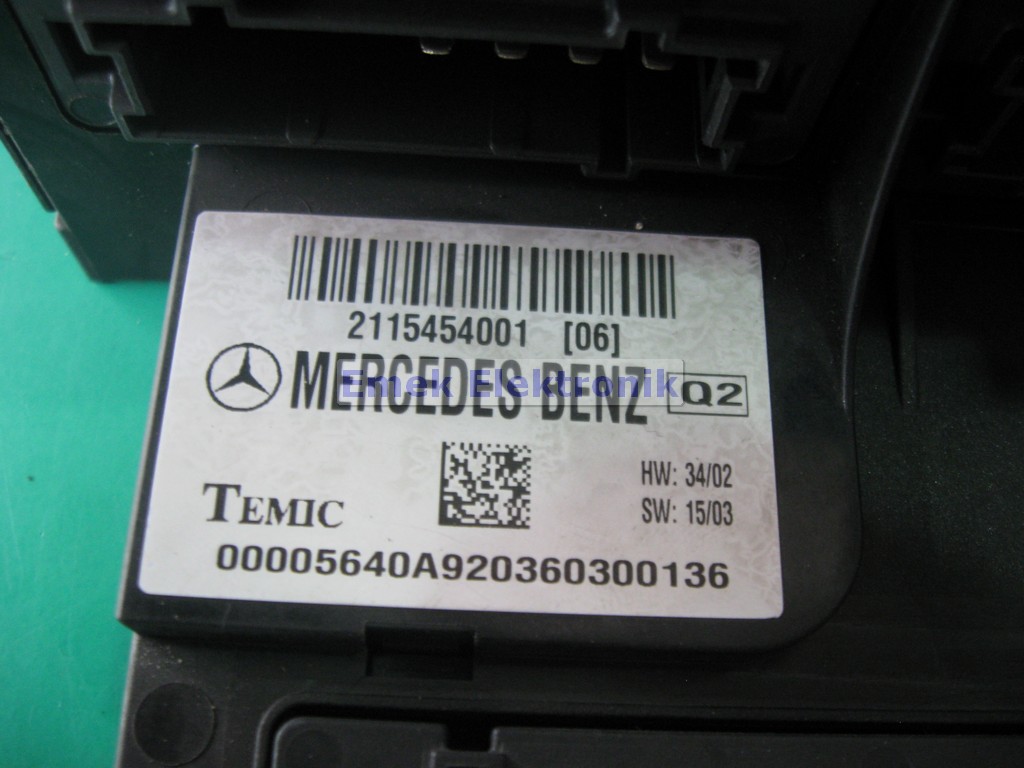 2115454001 [06]
MERCEDES BENZ Q2
Emek Elektronik
HW: 34/02
SW: 15/03
TEMIC
00005640A920360300136